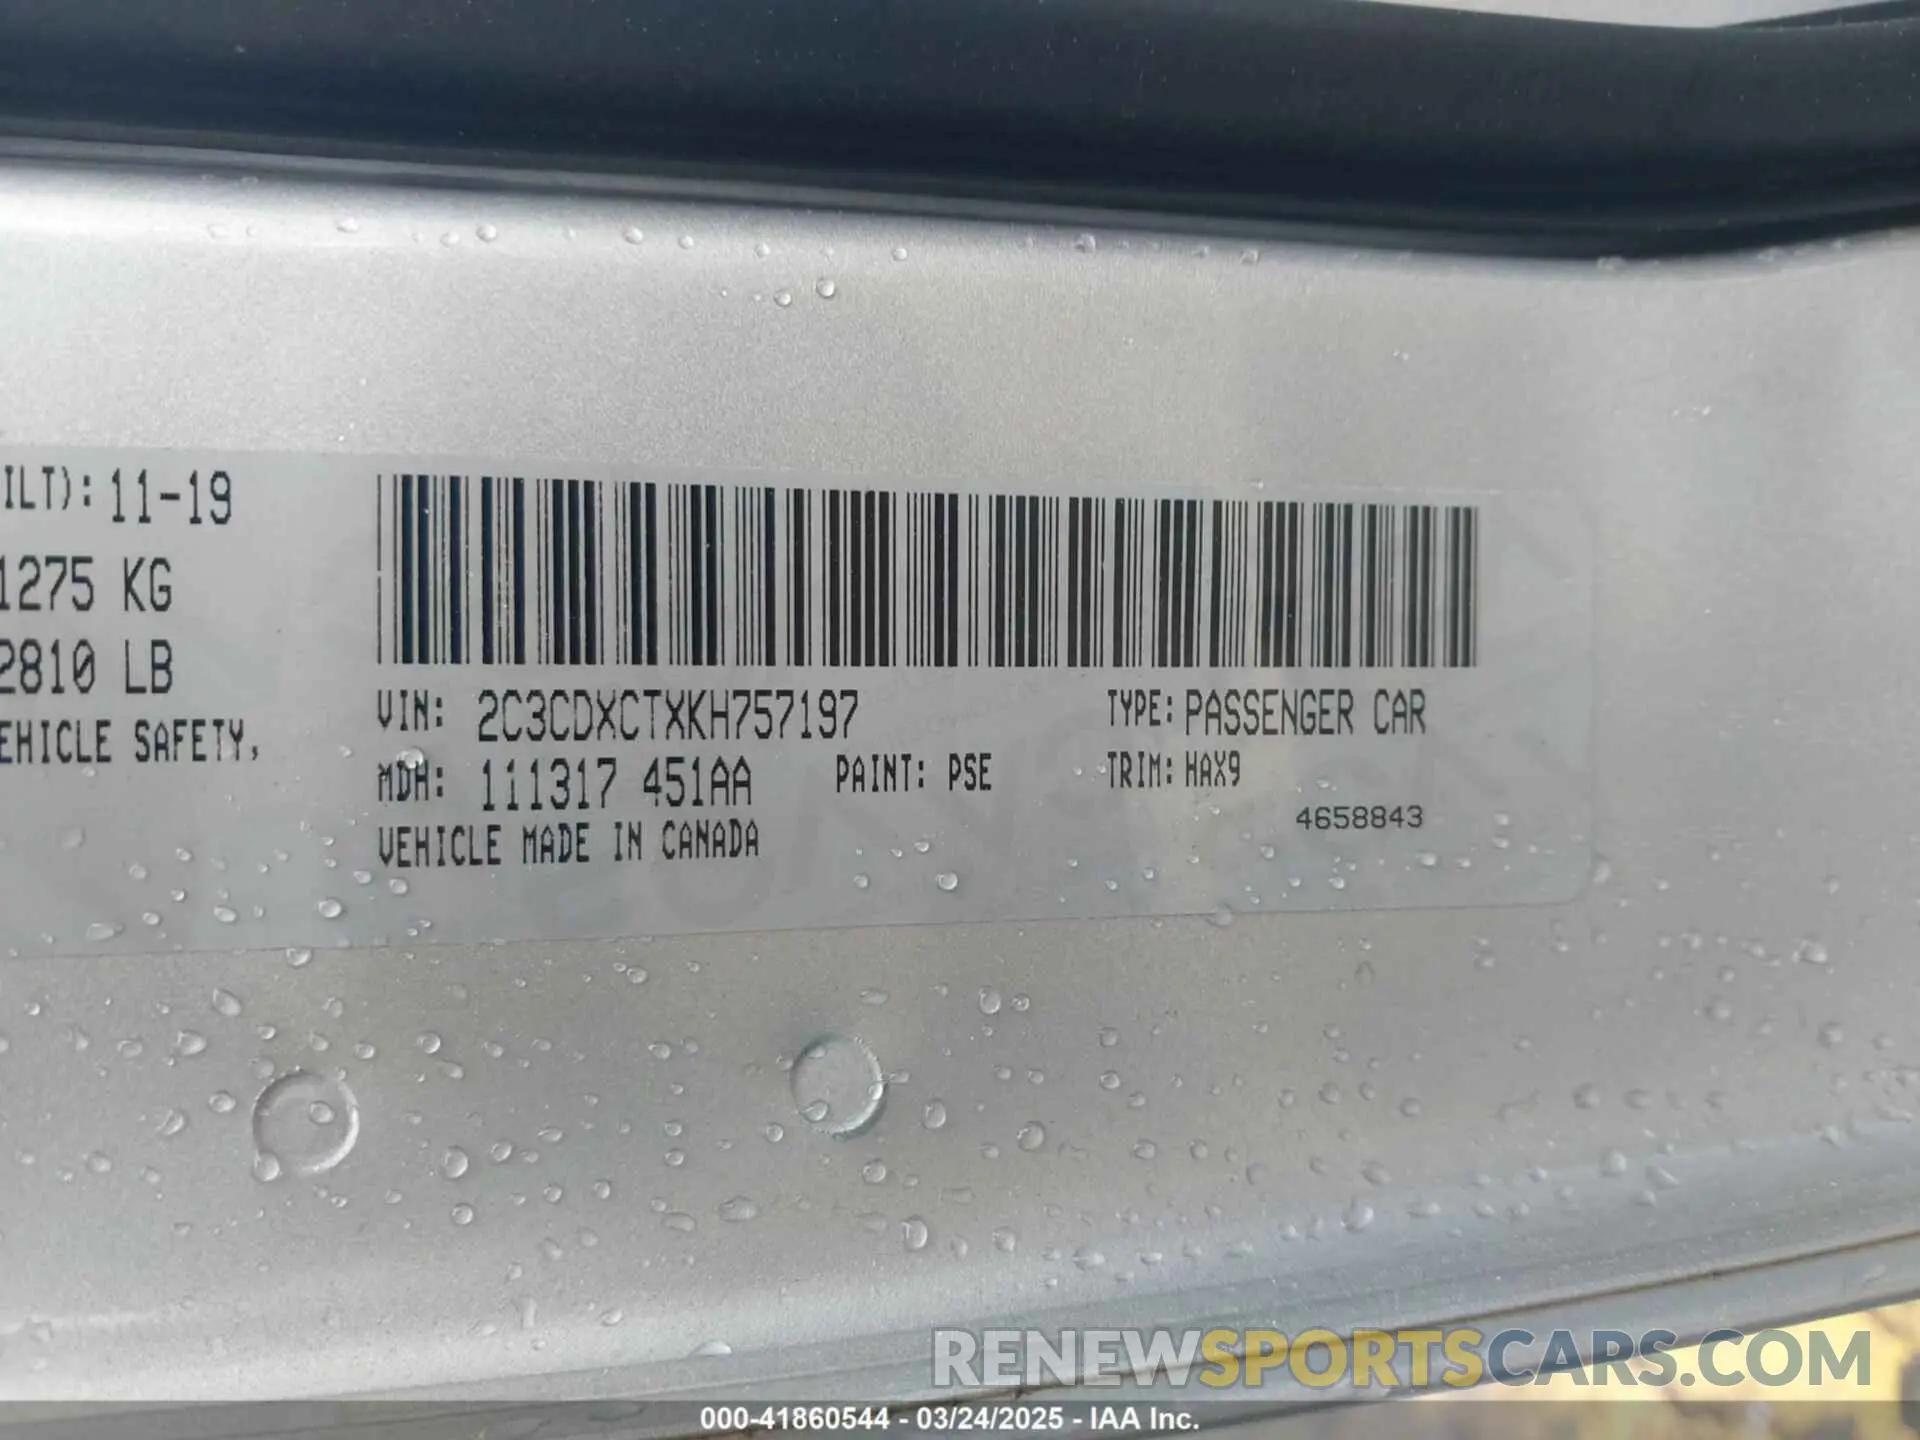 ILT): 11-19
1275 KG
2810 LB
EHICLE SAFETY,
VIN: 2C3CDXCTXKH757197
TYPE: PASSENGER CAR
MDH: 111317 451AA
PAINT: PSE
TRIM: HAX9
4658843
VEHICLE MADE IN CANADA
RENEWSPORTSCARS.COM
000-41860544 - 03/24/2025 - IAA Inc.